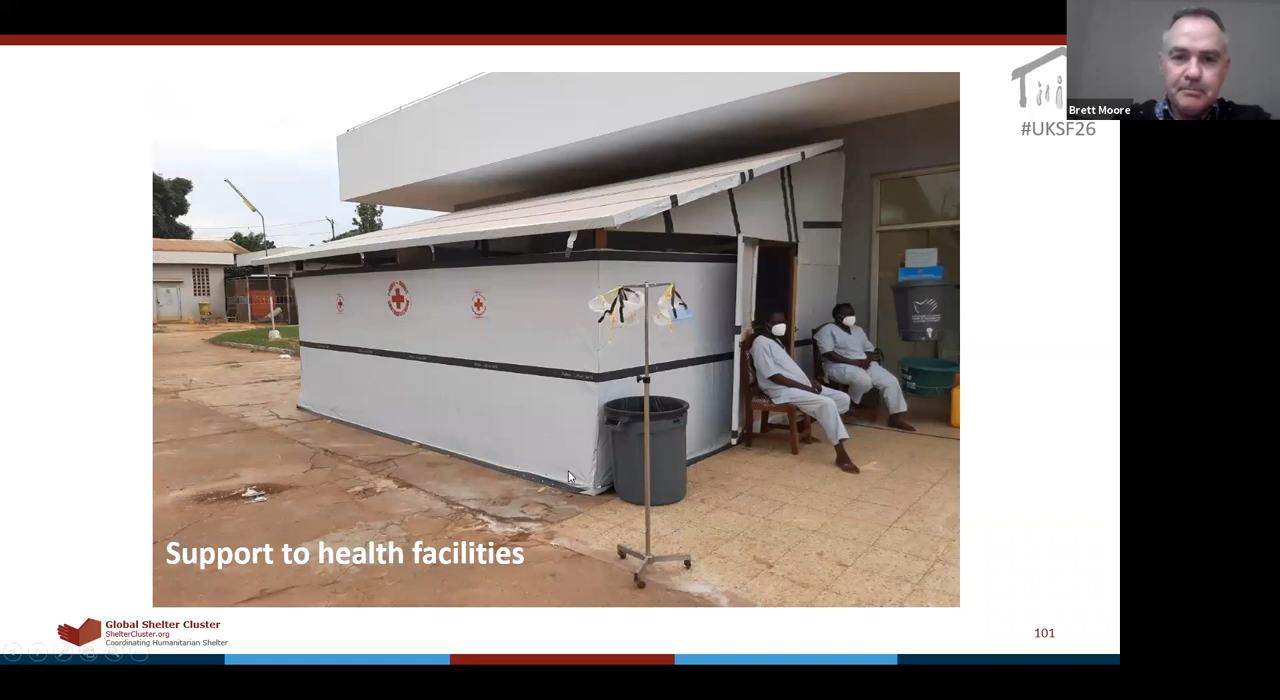 Brett Moore
#UKSF26
Support to health facilities
Global Shelter Cluster
ShelterCluster.org
Coordinating Humanitarian Shelter
101